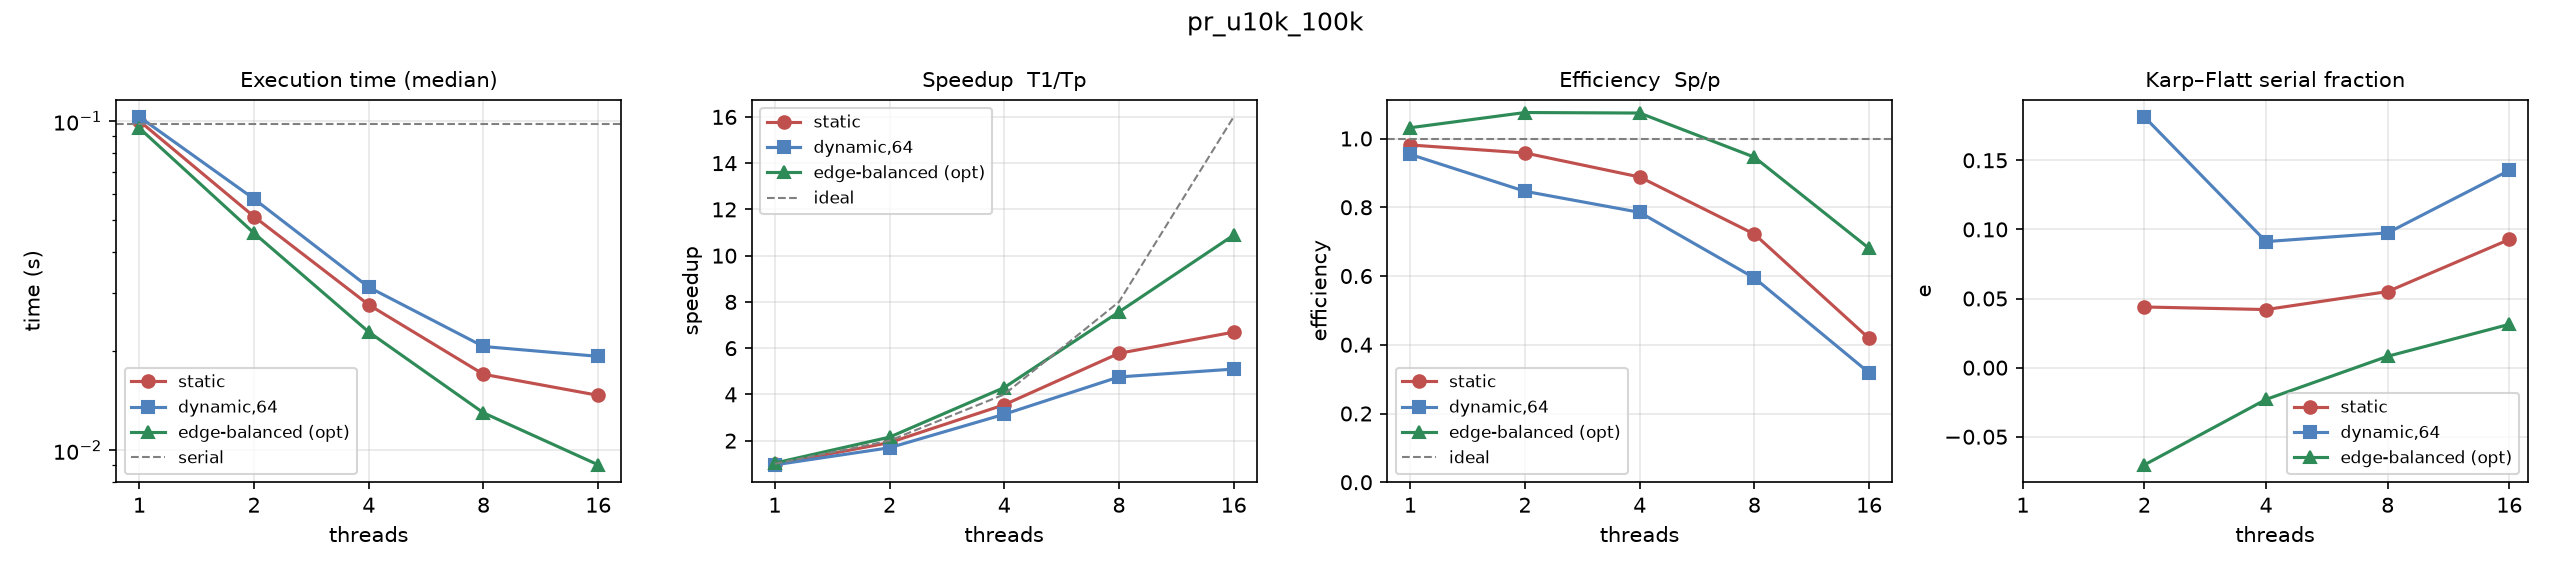 pr_u10k_100k
Execution time (median)
time (s)
10⁻¹
10⁻²
static
dynamic,64
edge-balanced (opt)
serial
1 2 4 8 16
threads
Speedup T1/Tp
speedup
16
14
12
10
8
6
4
2
static
dynamic,64
edge-balanced (opt)
ideal
1 2 4 8 16
threads
Efficiency Sp/p
efficiency
1.0
0.8
0.6
0.4
0.2
0.0
static
dynamic,64
edge-balanced (opt)
ideal
1 2 4 8 16
threads
Karp–Flatt serial fraction
e
0.15
0.10
0.05
0.00
−0.05
static
dynamic,64
edge-balanced (opt)
1 2 4 8 16
threads